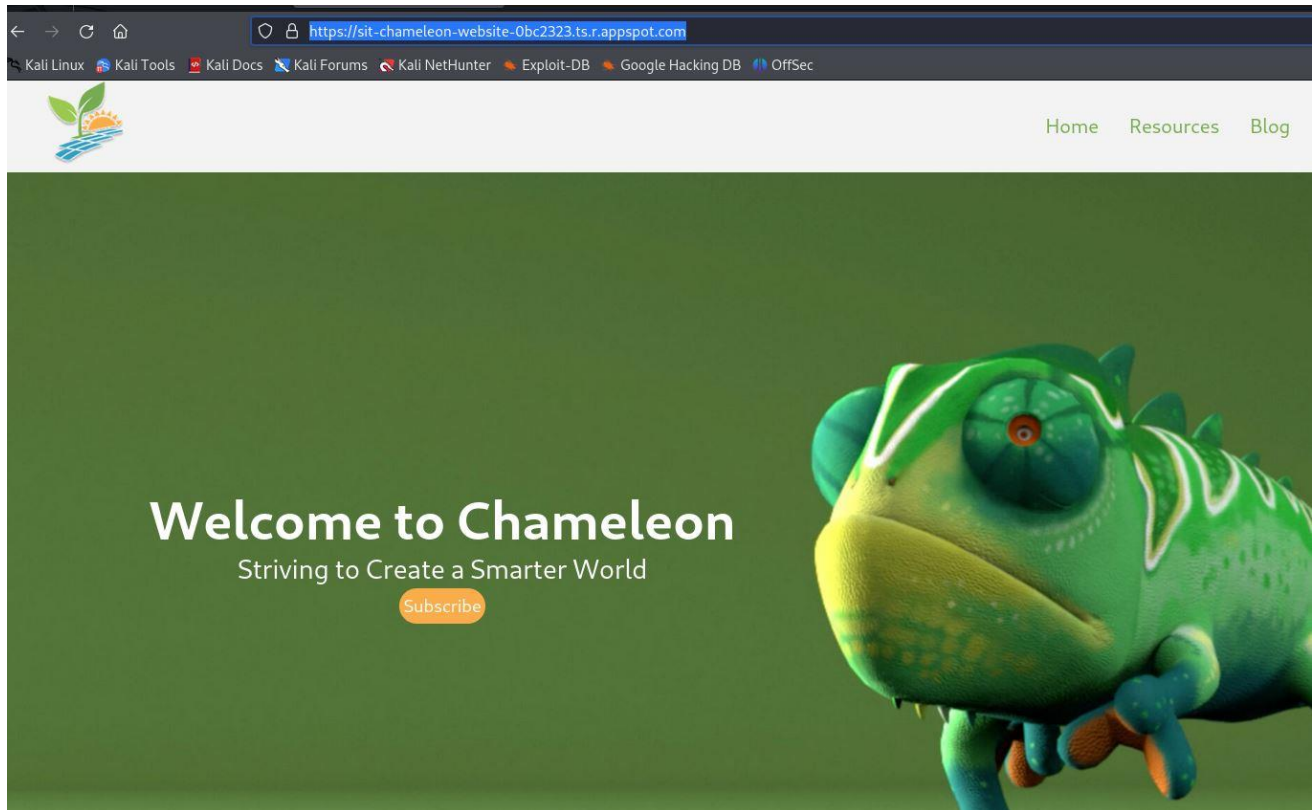 https://sit-chameleon-website-0bc2323.ts.r.appspot.com
Kali Linux Kali Tools Kali Docs Kali Forums Kali NetHunter Exploit-DB Google Hacking DB OffSec
Home Resources Blog
Welcome to Chameleon
Striving to Create a Smarter World
Subscribe